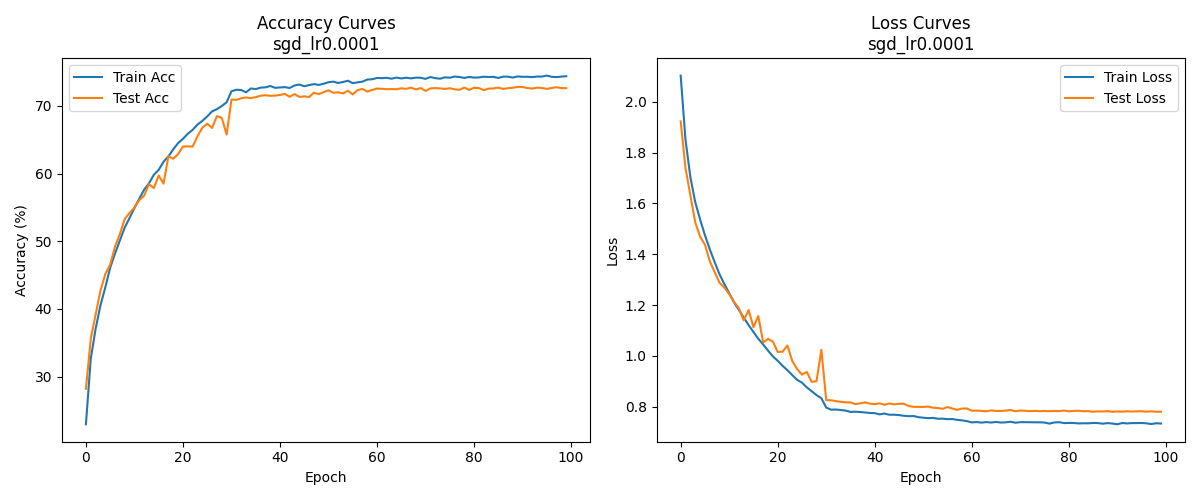 Accuracy Curves
sgd_lr0.0001
Train Acc
Test Acc
Accuracy (%)
70
60
50
40
30
0 20 40 60 80 100
Epoch
Loss Curves
sgd_lr0.0001
Train Loss
Test Loss
Loss
2.0
1.8
1.6
1.4
1.2
1.0
0.8
0 20 40 60 80 100
Epoch